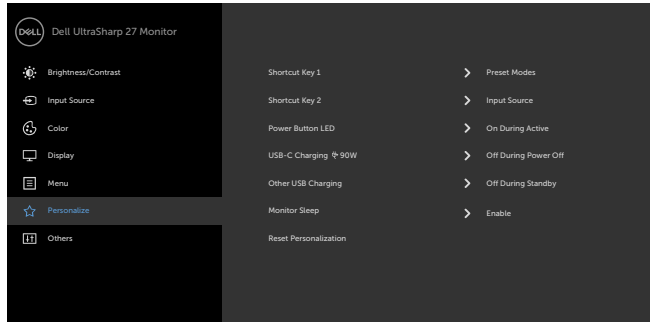 DELL Dell UltraSharp 27 Monitor
Brightness/Contrast Shortcut Key 1 Preset Modes
Input Source Shortcut Key 2 Input Source
Color Power Button LED On During Active
Display USB-C Charging 90W Off During Power Off
Menu Other USB Charging Off During Standby
Personalize Monitor Sleep Enable
Others Reset Personalization